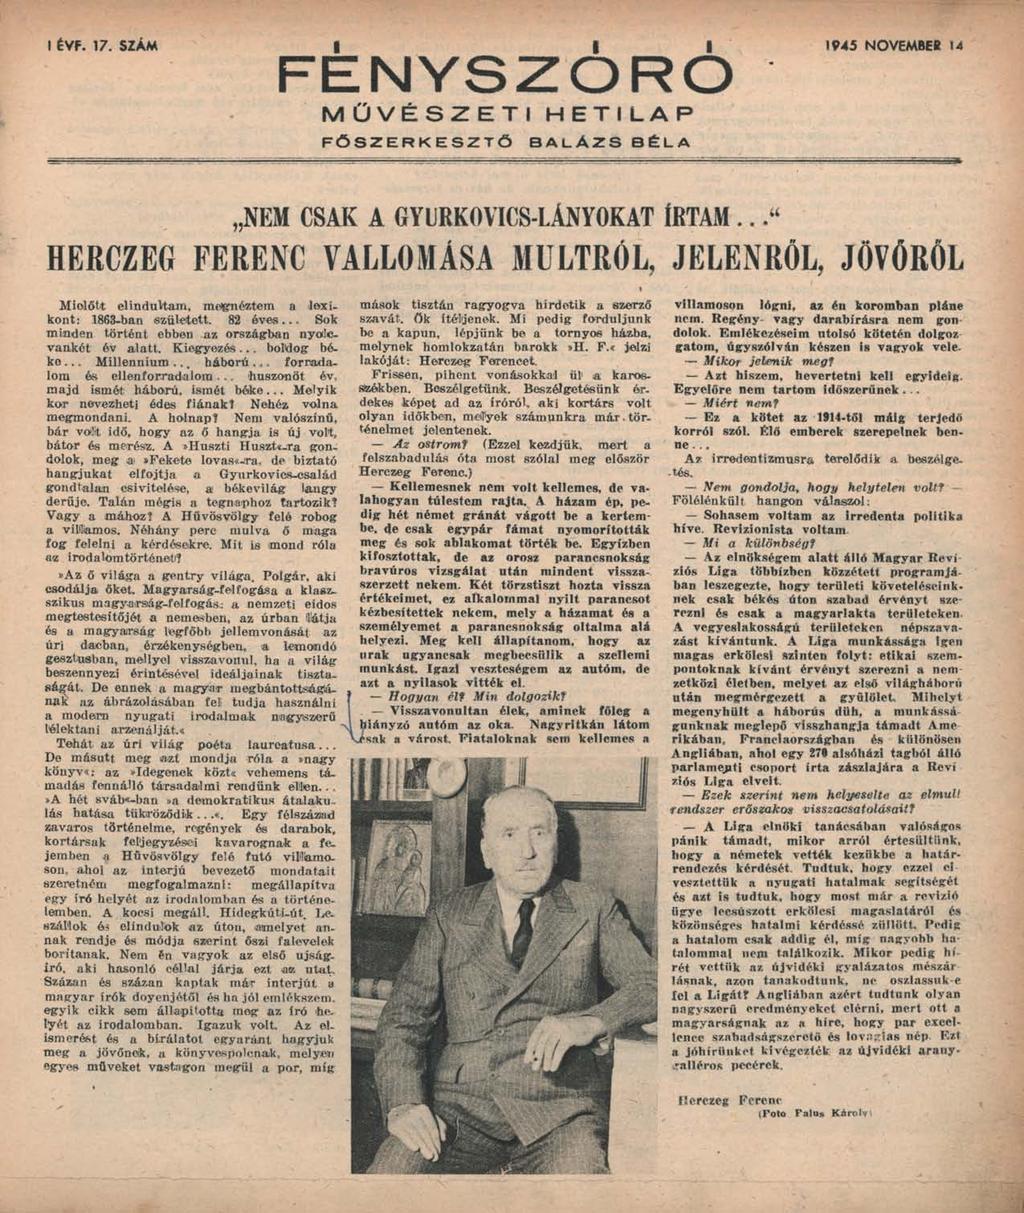 I ÉVF. 17. SZÁM
1945 NOVEMBER 14
FÉNYSZÓRÓ
MŰVÉSZETI HETILAP
FŐSZERKESZTŐ BALÁZS BÉLA
„NEM CSAK A GYURKOVICS-LÁNYOKAT ÍRTAM..."
HERCZEG FERENC VALLOMÁSA MULTRÓL, JELENRŐL, JÖVŐRŐL
Mielőtt elindultam, megnéztem a lexi-
kont: 1863-ban született. 82 éves... Sok
minden történt ebben az országban nyolc-
vankét év alatt. Kiegyezés... boldog bé-
ke... Millennium... háború... forrada-
lom és ellenforradalom... huszonöt év,
majd ismét háború, ismét béke... Melyik
kor nevezheti édes fiának? Nehéz volna
megmondani. A holnap? Nem valószínű,
bár volt idő, hogy az ő hangja is új volt,
bátor és merész. A »Huszti Huszt«-ra gon-
dolok, meg a »Fekete lovas«-ra, de biztató
hangjukat elfojtja a Gyurkovics-család
gondtalan csivitelése, a békevilág langy
derűje. Talán mégis a tegnaphoz tartozik?
Vagy a mához? A Hűvösvölgy felé robog
a villamos. Néhány perc mulva ő maga
fog felelni a kérdésekre. Mit is mond róla
az irodalomtörténet?
»Az ő világa a gentry világa. Polgár, aki
csodálja őket. Magyarság-felfogása a klasz-
szikus magyarság-felfogás: a nemzeti eidos
megtestesítőjét a nemesben, az úrban látja
és a magyarság legfőbb jellemvonását az
úri dacban, érzékenységben, a lemondó
gesztusban, mellyel visszavonul, ha a világ
beszennyezi érintésével ideáljainak tiszta-
ságát. De ennek a magyar megbántottságá-
nak az ábrázolásában fel tudja használni
a modern nyugati irodalmak nagyszerű
lélektani arzenálját.«
Tehát az úri világ poéta laureatusa...
De másutt meg azt mondja róla a »nagy
könyv«: az »Idegenek közt« vehemens tá-
madás fennálló társadalmi rendünk ellen...
»A hét sváb«-ban »a demokratikus átalaku-
lás hatása tükröződik...«. Egy félszázad
zavaros történelme, regények és darabok,
kortársak feljegyzései kavarognak a fe-
jemben a Hűvösvölgy felé futó villamo-
son, ahol az interjú bevezető mondatait
szeretném megfogalmazni: megállapítva
egy író helyét az irodalomban és a történe-
lemben. A kocsi megáll. Hidegkúti-út. Le-
szállok és elindulok az úton, amelyet an-
nak rendje és módja szerint őszi falevelek
borítanak. Nem én vagyok az első ujság-
író, aki hasonló céllal járja ezt az utat.
Százan és százan kaptak már interjút a
magyar írók doyenjétől és ha jól emlékszem,
egyik cikk sem állapította meg az író he-
lyét az irodalomban. Igazuk volt. Az el-
ismerést és a bírálatot egyaránt hagyjuk
meg a jövőnek, a könyvespolcnak, melyen
egyes műveket vastagon megül a por, míg
mások tisztán ragyogva hirdetik a szerző
szavát. Ők ítéljenek. Mi pedig forduljunk
be a kapun, lépjünk be a tornyos házba,
melynek homlokzatán barokk »H. F.« jelzi
lakóját: Herczeg Ferencet.
Frissen, pihent vonásokkal ül a karos-
székben. Beszélgetünk. Beszélgetésünk ér-
dekes képet ad az íróról, aki kortárs volt
olyan időkben, melyek számunkra már tör-
ténelmet jelentenek.
— Az ostrom? (Ezzel kezdjük, mert a
felszabadulás óta most szólal meg először
Herczeg Ferenc.)
— Kellemesnek nem volt kellemes, de va-
lahogyan túlestem rajta. A házam ép, pe-
dig hét német gránát vágott be a kertem-
be, de csak egypár fámat nyomorították
meg és sok ablakomat törték be. Egyízben
kifosztottak, de az orosz parancsnokság
bravúros vizsgálat után mindent vissza-
szerzett nekem. Két törzstiszt hozta vissza
értékeimet, ez alkalommal nyilt parancsot
kézbesítettek nekem, mely a házamat és a
személyemet a parancsnokság oltalma alá
helyezi. Meg kell állapítanom, hogy az
urak ugyancsak megbecsülik a szellemi
munkást. Igazi veszteségem az autóm, de
azt a nyilasok vitték el.
— Hogyan él? Min dolgozik?
— Visszavonultan élek, aminek főleg a
hiányzó autóm az oka. Nagyritkán látom
csak a várost. Fiataloknak sem kellemes a
villamoson lógni, az én koromban pláne
nem. Regény- vagy darabírásra nem gon-
dolok. Emlékezéseim utolsó kötetén dolgoz-
gatom, úgyszólván készen is vagyok vele.
— Mikor jelenik meg?
— Azt hiszem, hevertetni kell egyideig.
Egyelőre nem tartom időszerűnek...
— Miért nem?
— Ez a kötet az 1914-től máig terjedő
korról szól. Élő emberek szerepelnek ben-
ne...
Az irredentizmusra terelődik a beszélge-
tés.
— Nem gondolja, hogy helytelen volt? —
Fölélénkült hangon válaszol:
— Sohasem voltam az irredenta politika
híve. Revizionista voltam.
— Mi a különbség?
— Az elnökségem alatt álló Magyar Reví-
ziós Liga többízben közzétett programjá-
ban leszegezte, hogy területi követeléseink-
nek csak békés úton szabad érvényt sze-
rezni és csak a magyarlakta területeken.
A vegyeslakosságú területeken népszava-
zást kívántunk. A Liga munkássága igen
magas erkölcsi szinten folyt: etikai szem-
pontoknak kívánt érvényt szerezni a nem-
zetközi életben, melyet az első világháború
után megmérgezett a gyűlölet. Mihelyt
megenyhült a háborús düh, a munkássá-
gunknak meglepő visszhangja támadt Ame-
rikában, Franciaországban és különösen
Angliában, ahol egy 270 alsóházi tagból álló
parlamenti csoport írta zászlajára a Reví-
ziós Liga elveit.
— Ezek szerint nem helyeselte az elmult
rendszer erőszakos visszacsatolásait?
— A Liga elnöki tanácsában valóságos
pánik támadt, mikor arról értesültünk,
hogy a németek vették kezükbe a határ-
rendezés kérdését. Tudtuk, hogy ezzel el-
vesztettük a nyugati hatalmak segítségét
és azt is tudtuk, hogy most már a revízió
ügye lecsúszott erkölcsi magaslatáról és
közönséges hatalmi kérdéssé züllött. Pedig
a hatalom csak addig él, míg nagyobb ha-
talommal nem találkozik. Mikor pedig hí-
rét vettük az újvidéki gyalázatos mészár-
lásnak, azon tanakodtunk, ne oszlassuk-e
fel a Ligát? Angliában azért tudtunk olyan
nagyszerű eredményeket elérni, mert ott a
magyarságnak az a híre, hogy par excel-
lence szabadságszerető és lovagias nép. Ezt
a jóhírünket kivégezték az újvidéki arany-
galléros pecérek.
Herczeg Ferenc
(Foto Falus Károly)